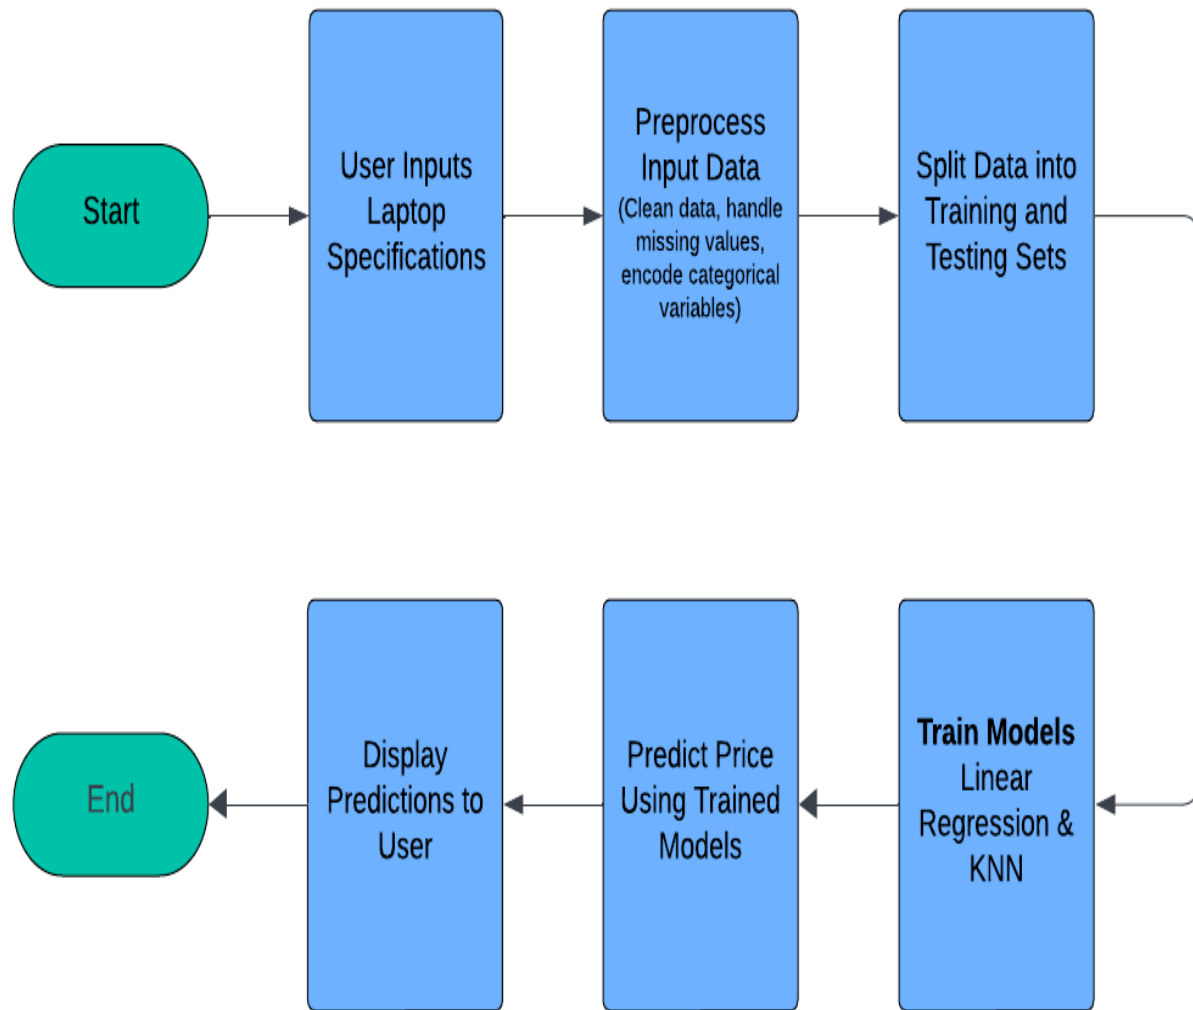 Start
User Inputs
Laptop
Specifications
Preprocess
Input Data
(Clean data, handle
missing values,
encode categorical
variables)
Split Data into
Training and
Testing Sets
Train Models
Linear
Regression &
KNN
Predict Price
Using Trained
Models
Display
Predictions to
User
End